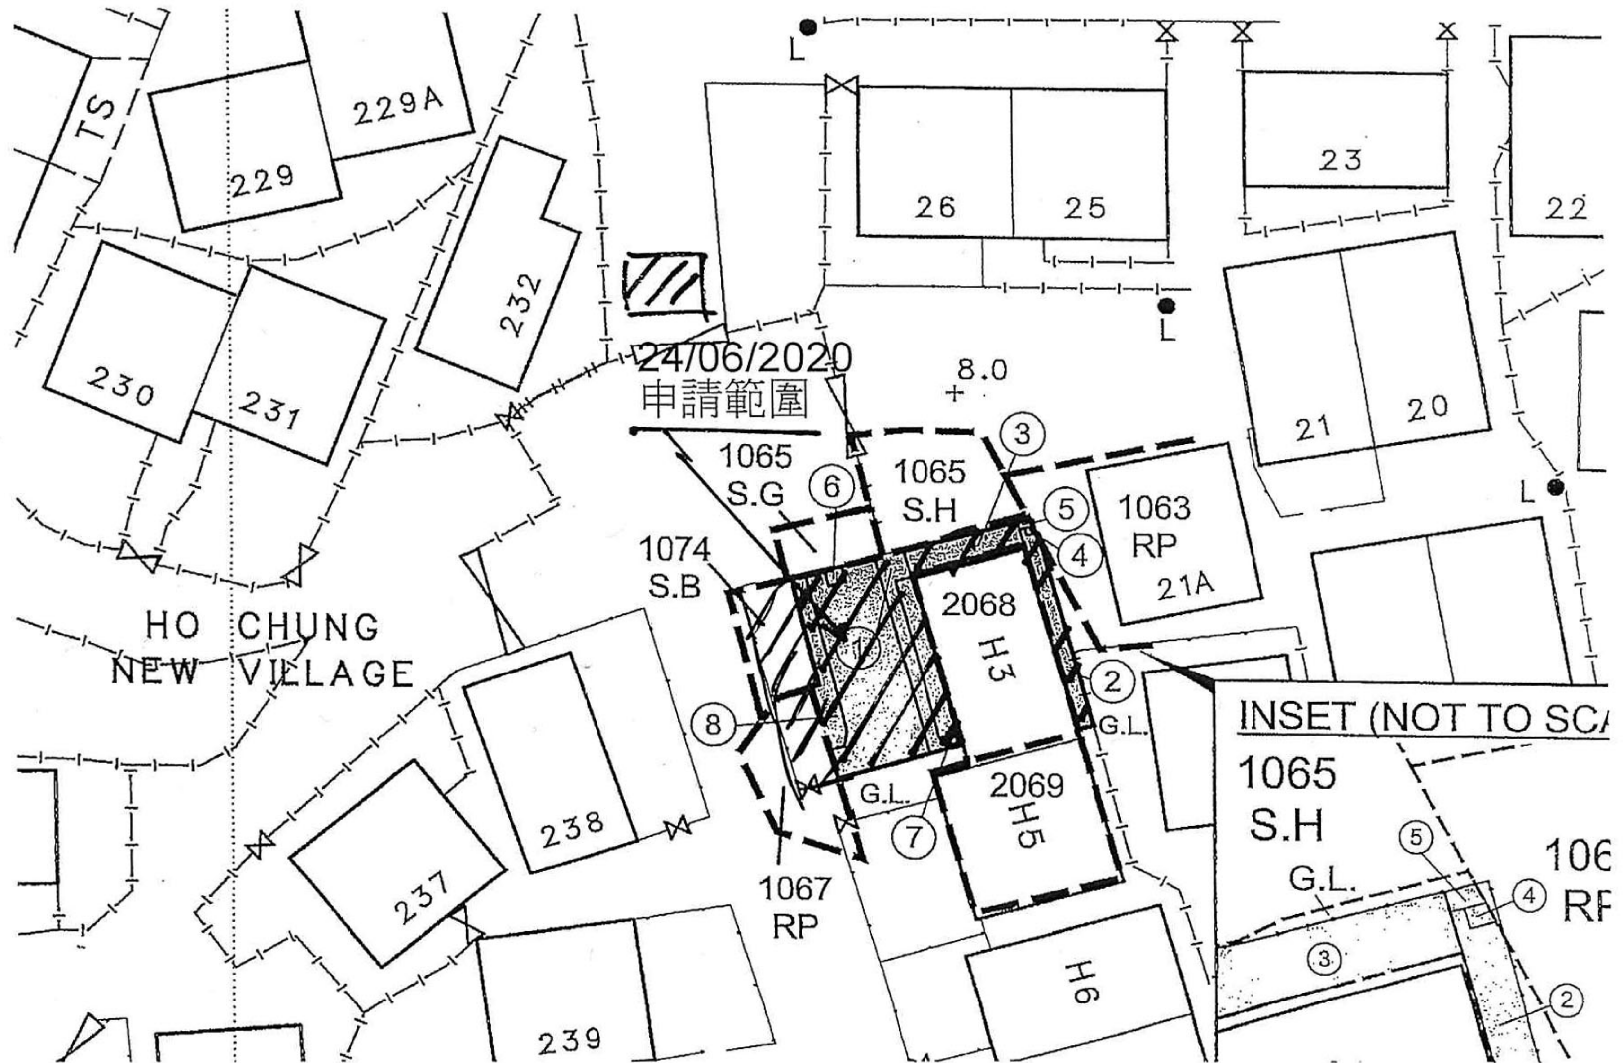 L
TS
229A
229
26
25
23
22
232
L
230
231
24/06/2020
申請範圍
8.0
21
20
1065
S.G
6
1065
S.H
3
5
4
1063
RP
21A
L
1074
S.B
1
2068
H3
2
G.L.
HO CHUNG
NEW VILLAGE
8
G.L.
7
2069
H5
238
237
1067
RP
239
H6
INSET (NOT TO SCA
1065
S.H
G.L.
5
4
106
RP
3
2